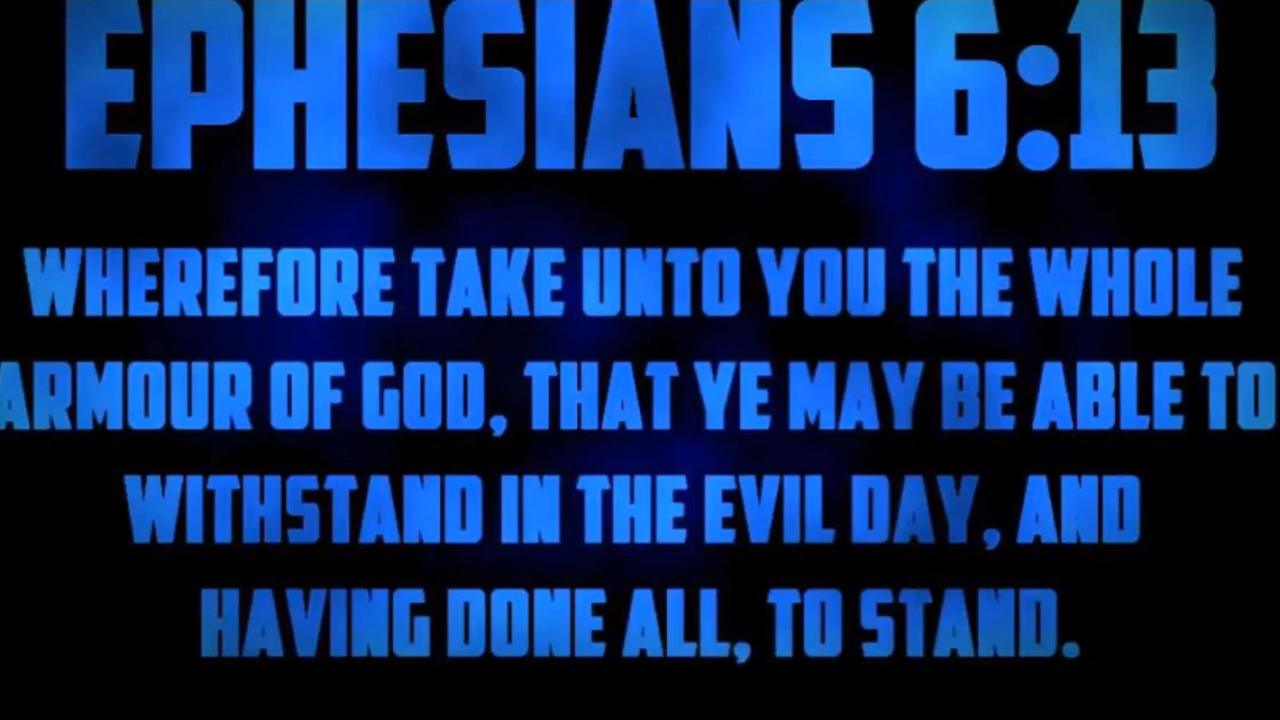 EPHESIANS 6:13
WHEREFORE TAKE UNTO YOU THE WHOLE
ARMOUR OF GOD, THAT YE MAY BE ABLE TO
WITHSTAND IN THE EVIL DAY, AND
HAVING DONE ALL, TO STAND.